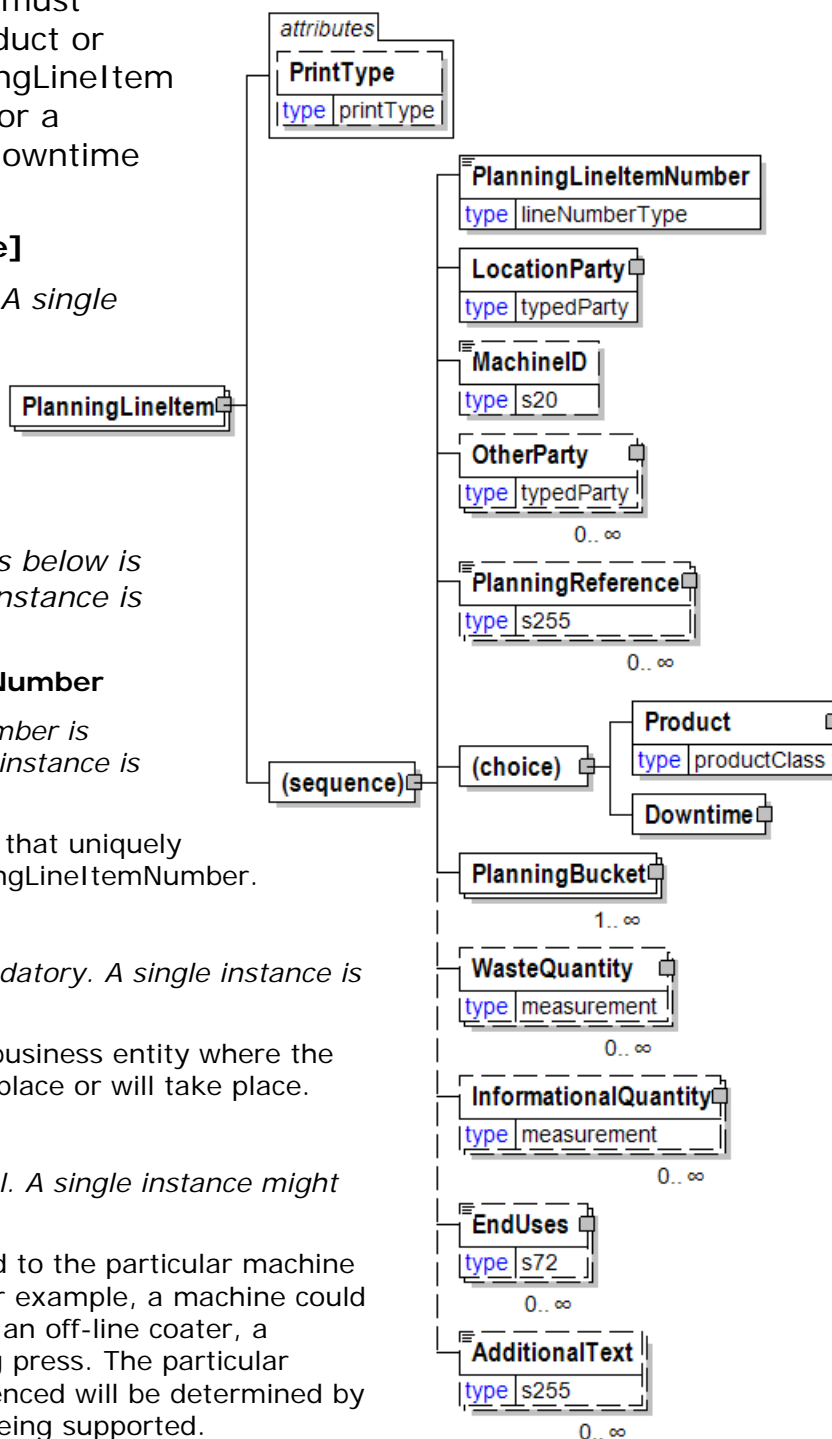 must
duct or
ngLineItem
or a
owntime
e]
A single
s below is
nstance is
Number
mber is
instance is
that uniquely
ngLineItemNumber.
datory. A single instance is
business entity where the
place or will take place.
l. A single instance might
d to the particular machine
r example, a machine could
an off-line coater, a
g press. The particular
enced will be determined by
being supported.
PlanningLineItem
attributes
PrintType
type printType
(sequence)
PlanningLineItemNumber
type lineNumberType
LocationParty
type typedParty
MachineID
type s20
OtherParty
type typedParty
0.. ∞
PlanningReference
type s255
0.. ∞
(choice)
Product
type productClass
Downtime
PlanningBucket
1.. ∞
WasteQuantity
type measurement
0.. ∞
InformationalQuantity
type measurement
0.. ∞
EndUses
type s72
0.. ∞
AdditionalText
type s255
0.. ∞